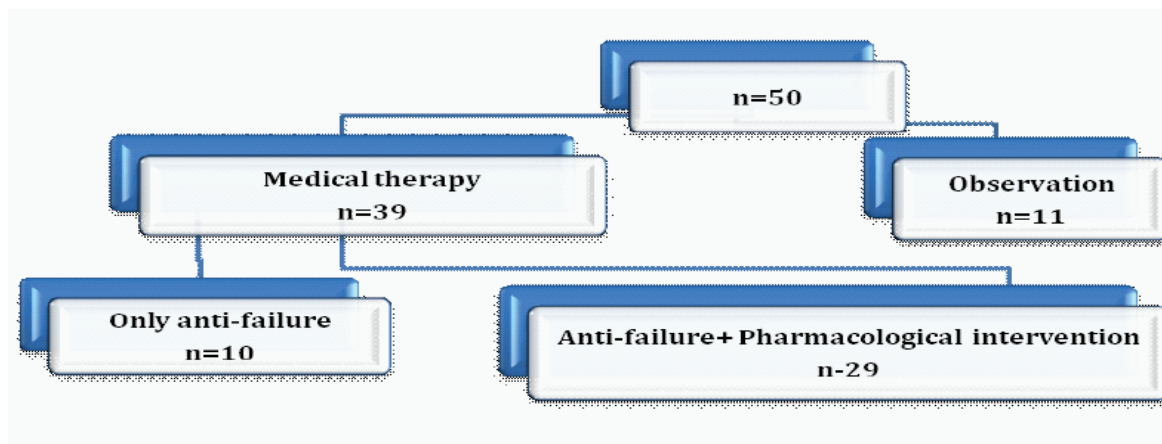 n=50
Medical therapy
n=39
Observation
n=11
Only anti-failure
n=10
Anti-failure+ Pharmacological intervention
n-29